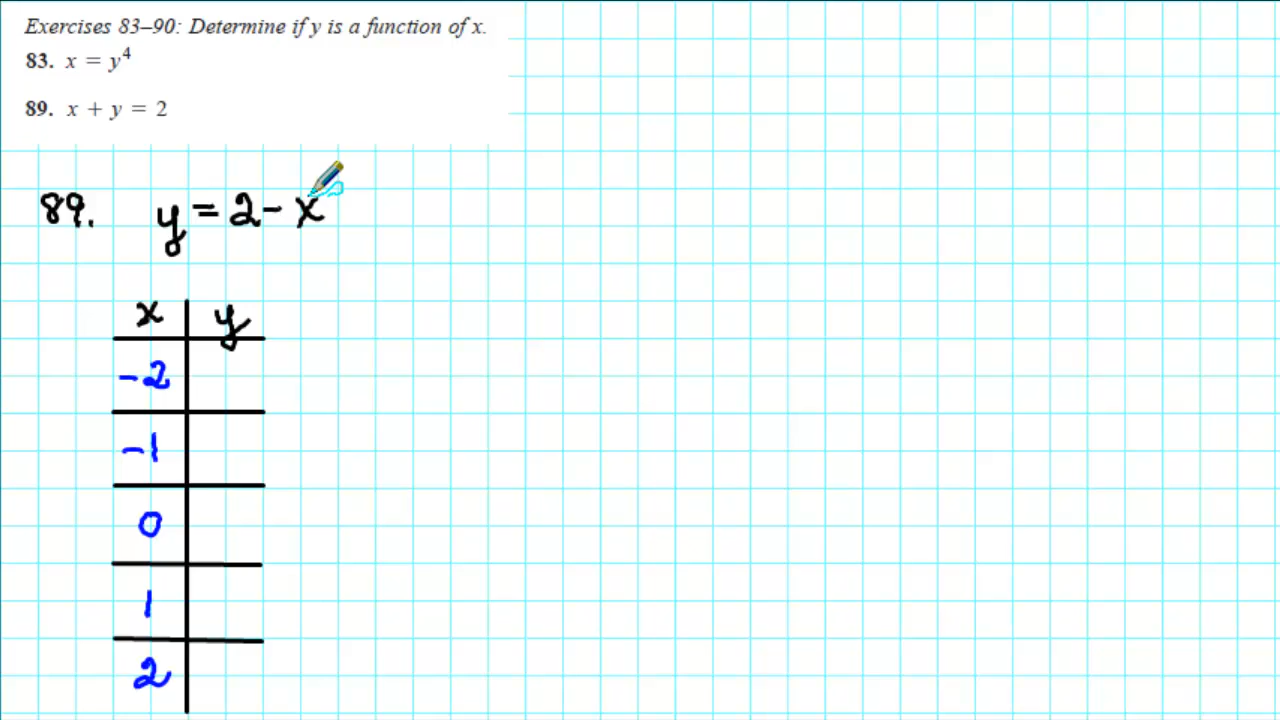 Exercises 83–90: Determine if y is a function of x.
83. x = y⁴
89. x + y = 2
89. y = 2 - x
x y
-2
-1
0
1
2